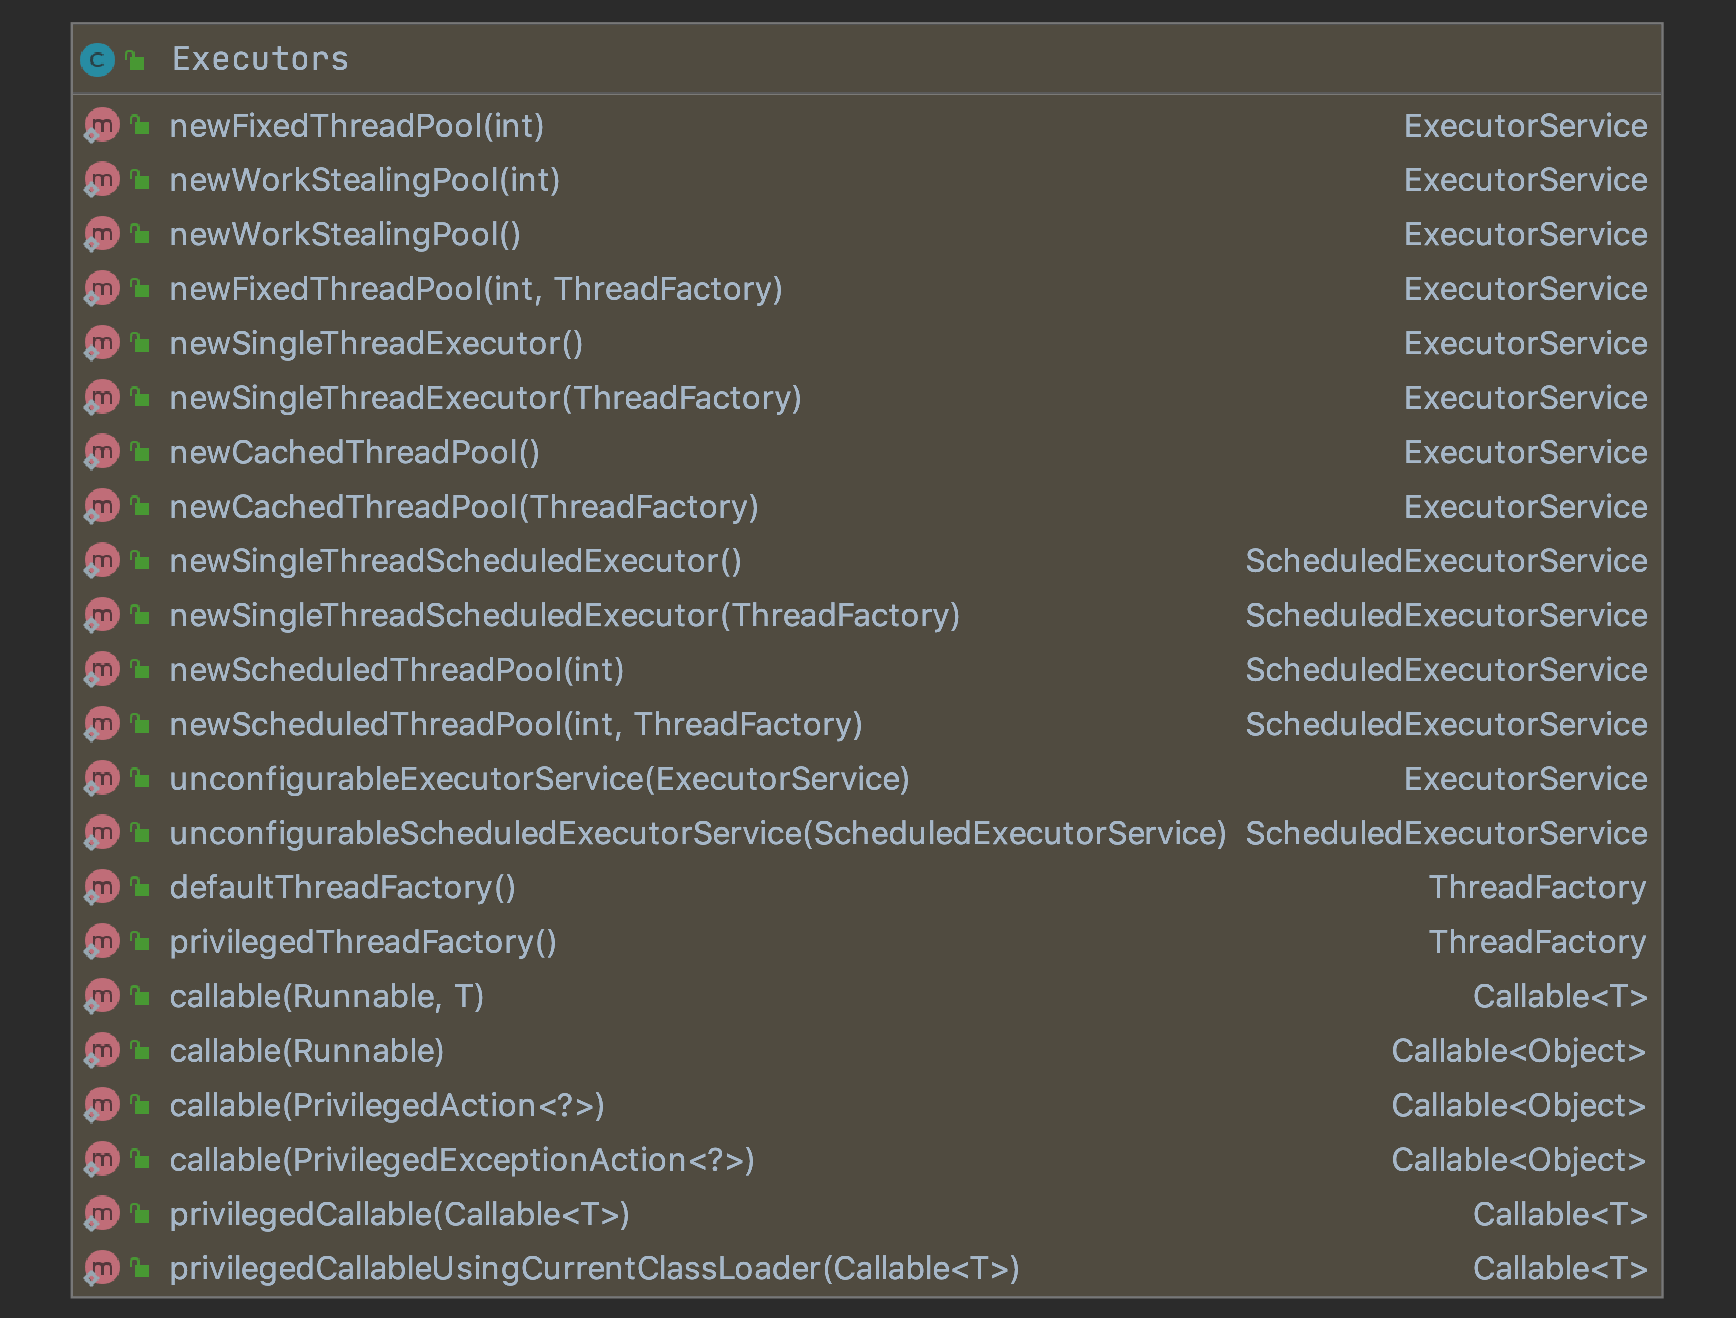 Executors
newFixedThreadPool(int) ExecutorService
newWorkStealingPool(int) ExecutorService
newWorkStealingPool() ExecutorService
newFixedThreadPool(int, ThreadFactory) ExecutorService
newSingleThreadExecutor() ExecutorService
newSingleThreadExecutor(ThreadFactory) ExecutorService
newCachedThreadPool() ExecutorService
newCachedThreadPool(ThreadFactory) ExecutorService
newSingleThreadScheduledExecutor() ScheduledExecutorService
newSingleThreadScheduledExecutor(ThreadFactory) ScheduledExecutorService
newScheduledThreadPool(int) ScheduledExecutorService
newScheduledThreadPool(int, ThreadFactory) ScheduledExecutorService
unconfigurableExecutorService(ExecutorService) ExecutorService
unconfigurableScheduledExecutorService(ScheduledExecutorService) ScheduledExecutorService
defaultThreadFactory() ThreadFactory
privilegedThreadFactory() ThreadFactory
callable(Runnable, T) Callable<T>
callable(Runnable) Callable<Object>
callable(PrivilegedAction<?>) Callable<Object>
callable(PrivilegedExceptionAction<?>) Callable<Object>
privilegedCallable(Callable<T>) Callable<T>
privilegedCallableUsingCurrentClassLoader(Callable<T>) Callable<T>